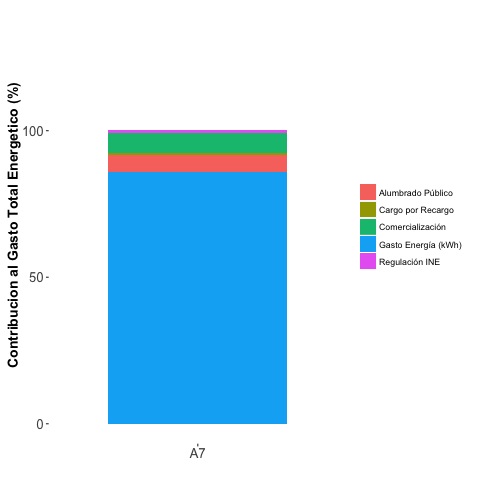 Contribucion al Gasto Total Energetico (%)
100
50
0
A7
Alumbrado Público
Cargo por Recargo
Comercialización
Gasto Energía (kWh)
Regulación INE